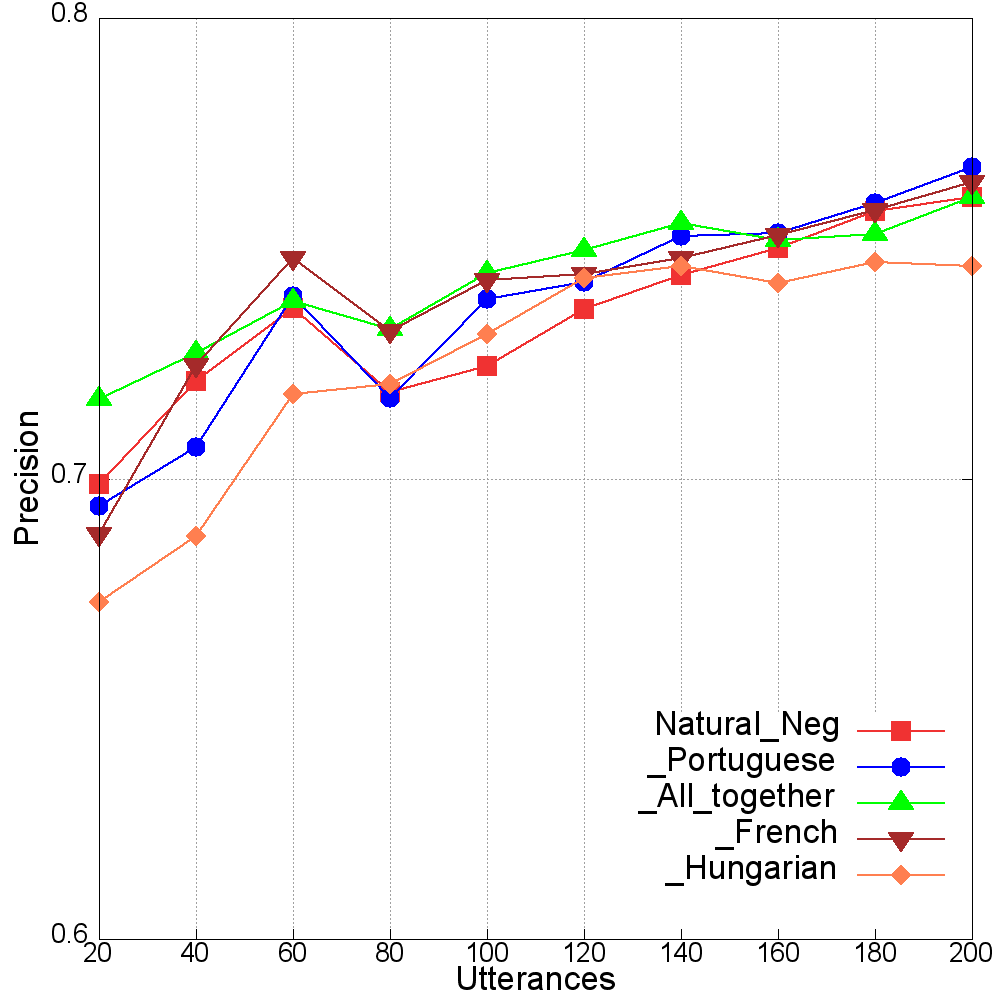 0.8
0.7
0.6
Precision
20 40 60 80 100 120 140 160 180 200
Utterances
Natural_Neg
_Portuguese
_All_together
_French
_Hungarian